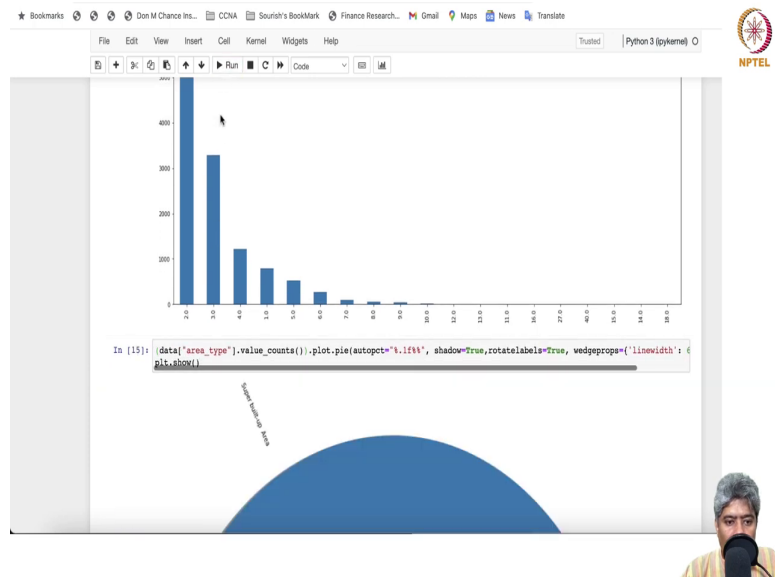 Bookmarks Don M Chance Ins... CCNA Sourish's BookMark Finance Research... Gmail Maps News Translate
File Edit View Insert Cell Kernel Widgets Help Trusted Python 3 (ipykernel)
Run Code
NPTEL
5000
4000
3000
2000
1000
0
2.0 3.0 4.0 1.0 5.0 6.0 7.0 8.0 9.0 10.0 12.0 13.0 11.0 16.0 27.0 40.0 15.0 14.0 18.0
In [15]: (data["area_type"].value_counts()).plot.pie(autopct="%.1f%%", shadow=True,rotatelabels=True, wedgeprops={'linewidth': 6
plt.show()
Super built-up Area